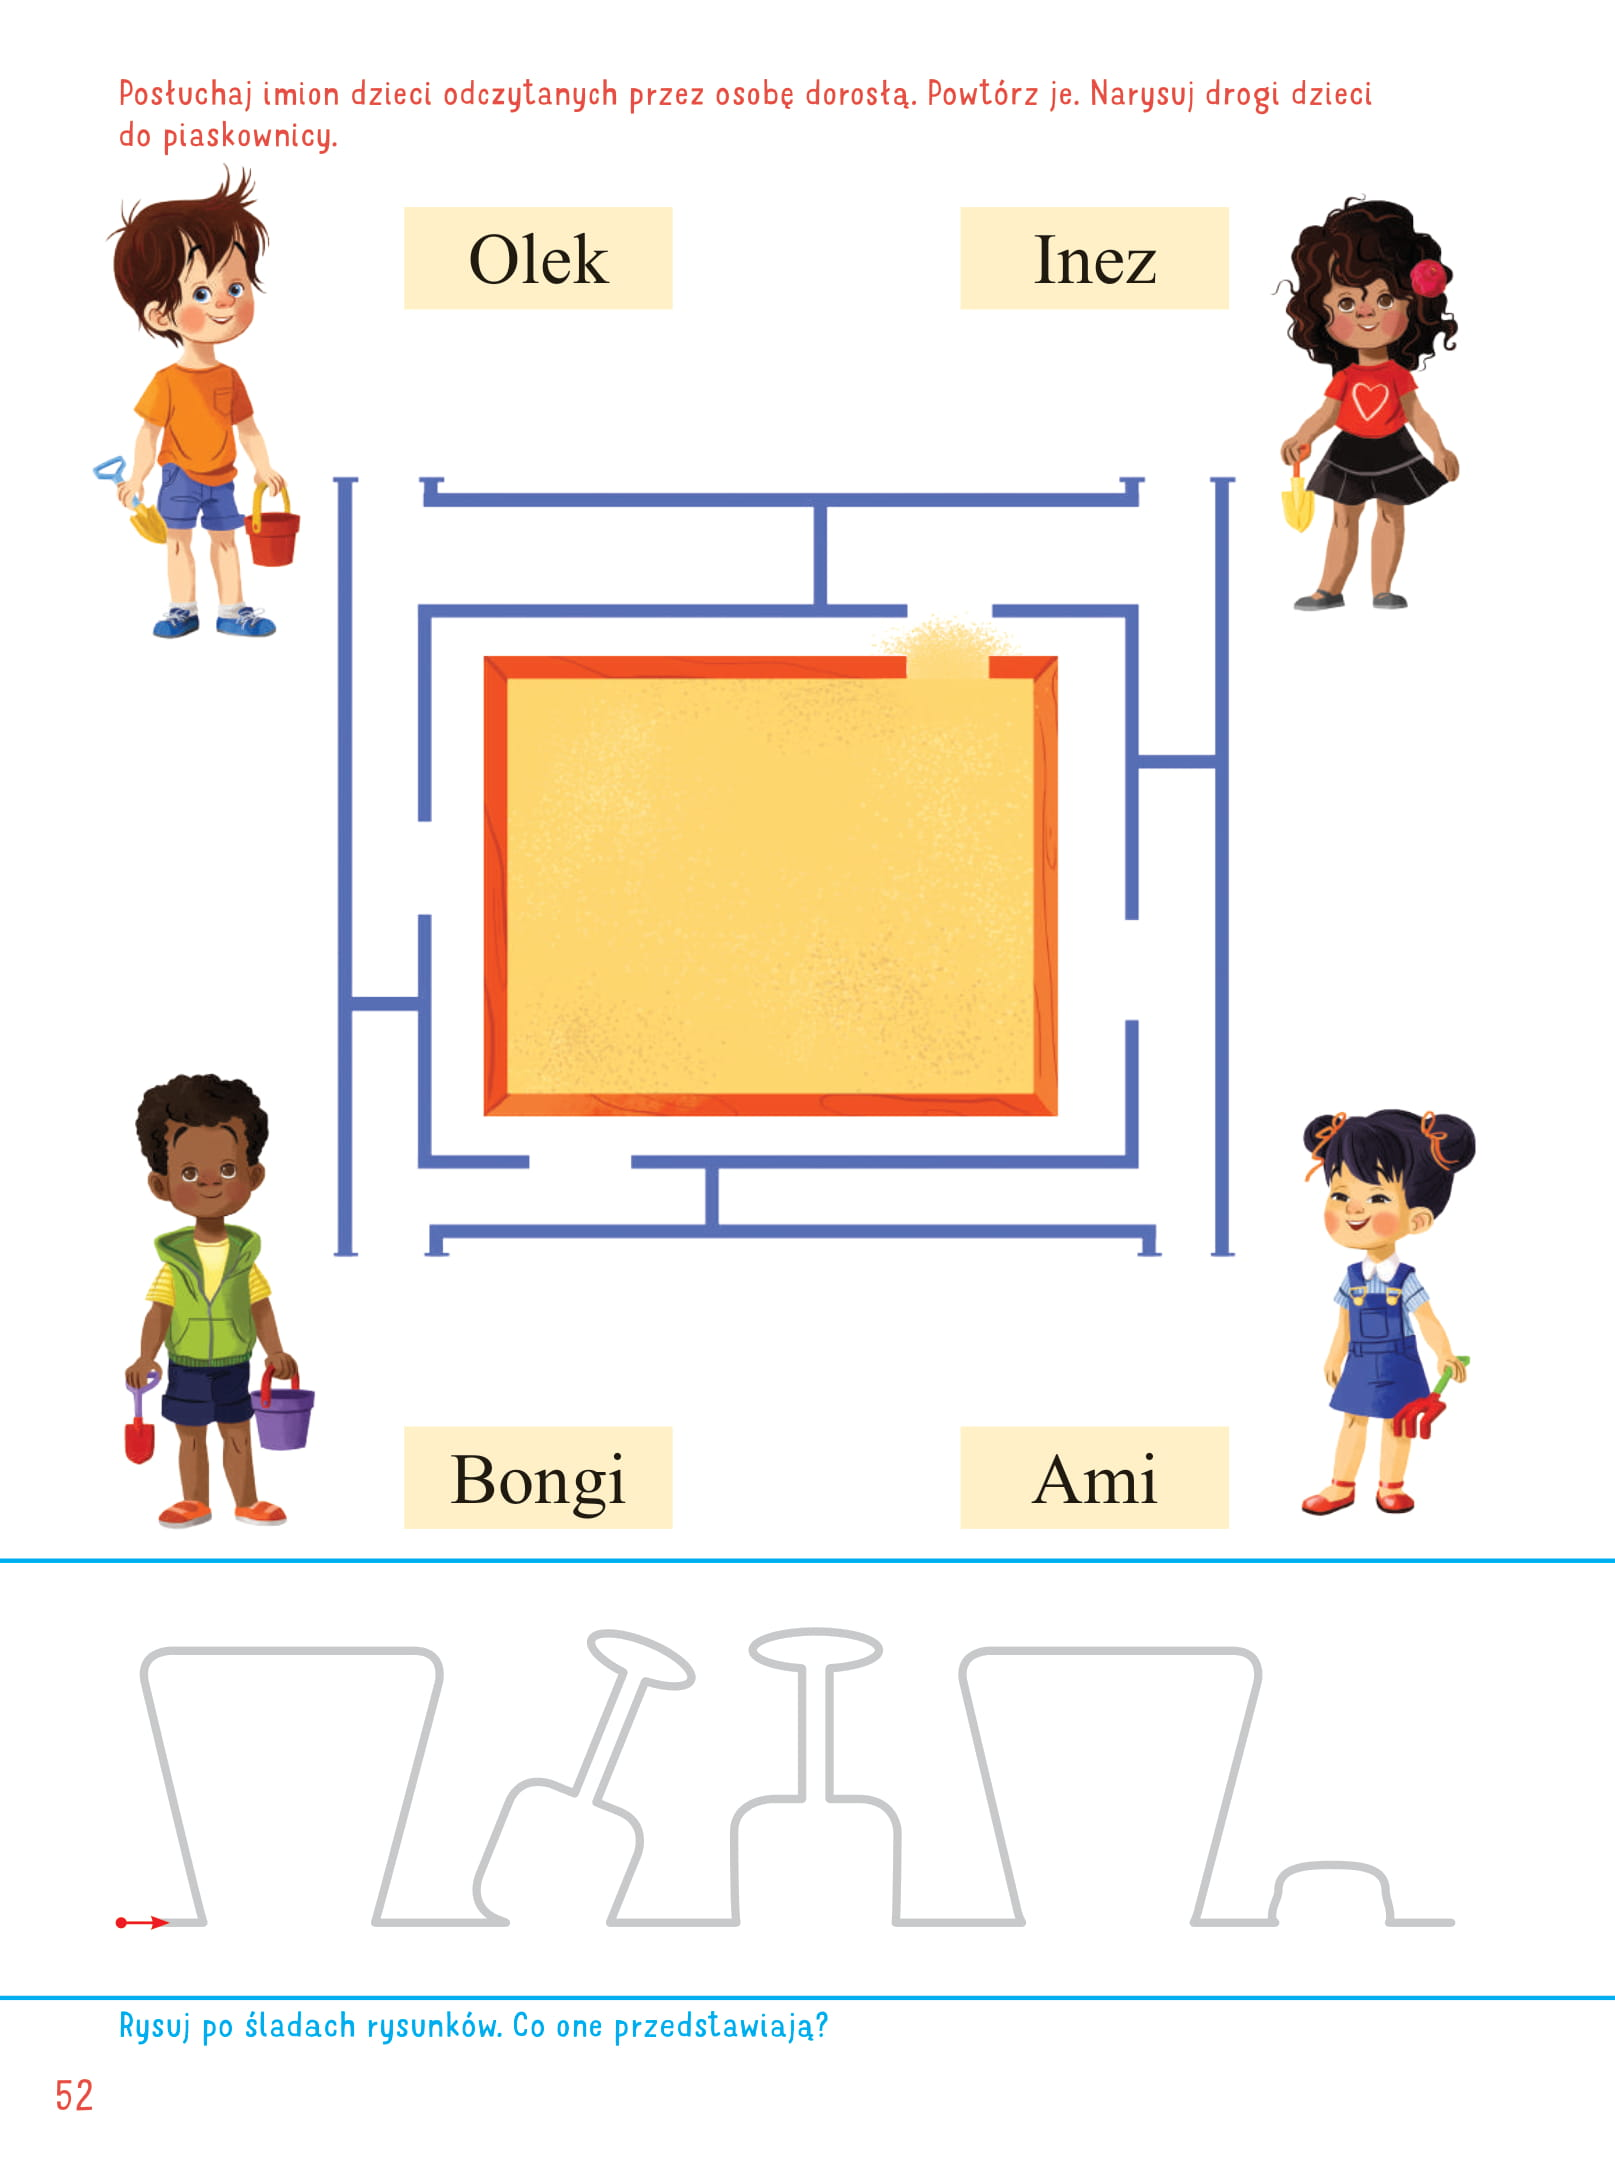 Posłuchaj imion dzieci odczytanych przez osobę dorosłą. Powtórz je. Narysuj drogi dzieci
do piaskownicy.
Olek
Inez
Bongi
Ami
Rysuj po śladach rysunków. Co one przedstawiają?
52